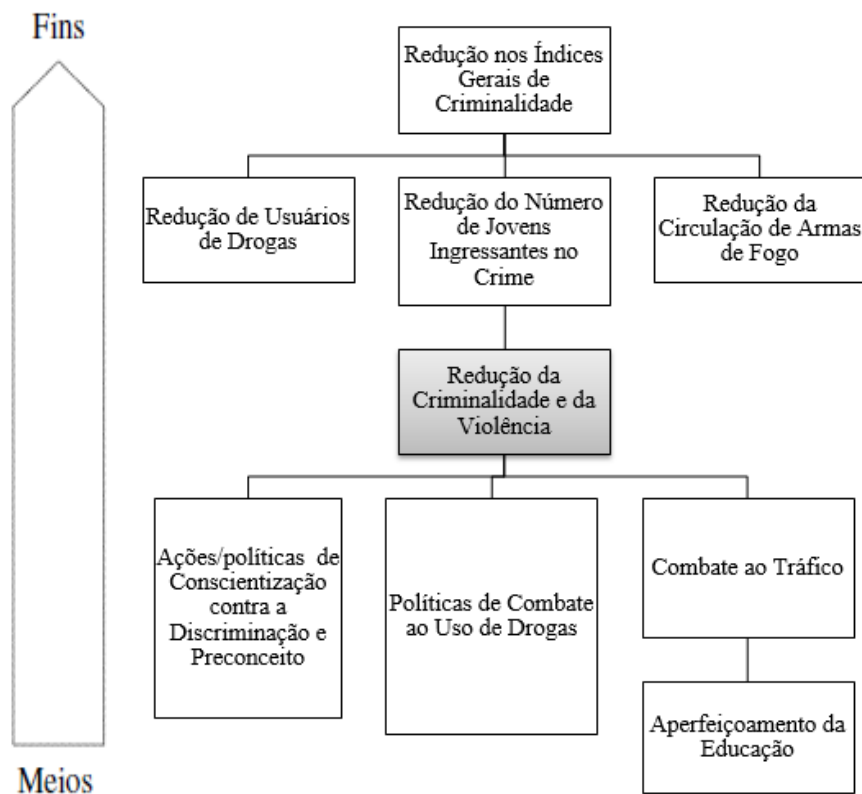 Fins
Redução nos Índices
Gerais de
Criminalidade
Redução de Usuários
de Drogas
Redução do Número
de Jovens
Ingressantes no
Crime
Redução da
Circulação de Armas
de Fogo
Redução da
Criminalidade e da
Violência
Ações/políticas de
Conscientização
contra a
Discriminação e
Preconceito
Políticas de Combate
ao Uso de Drogas
Combate ao Tráfico
Aperfeiçoamento da
Educação
Meios